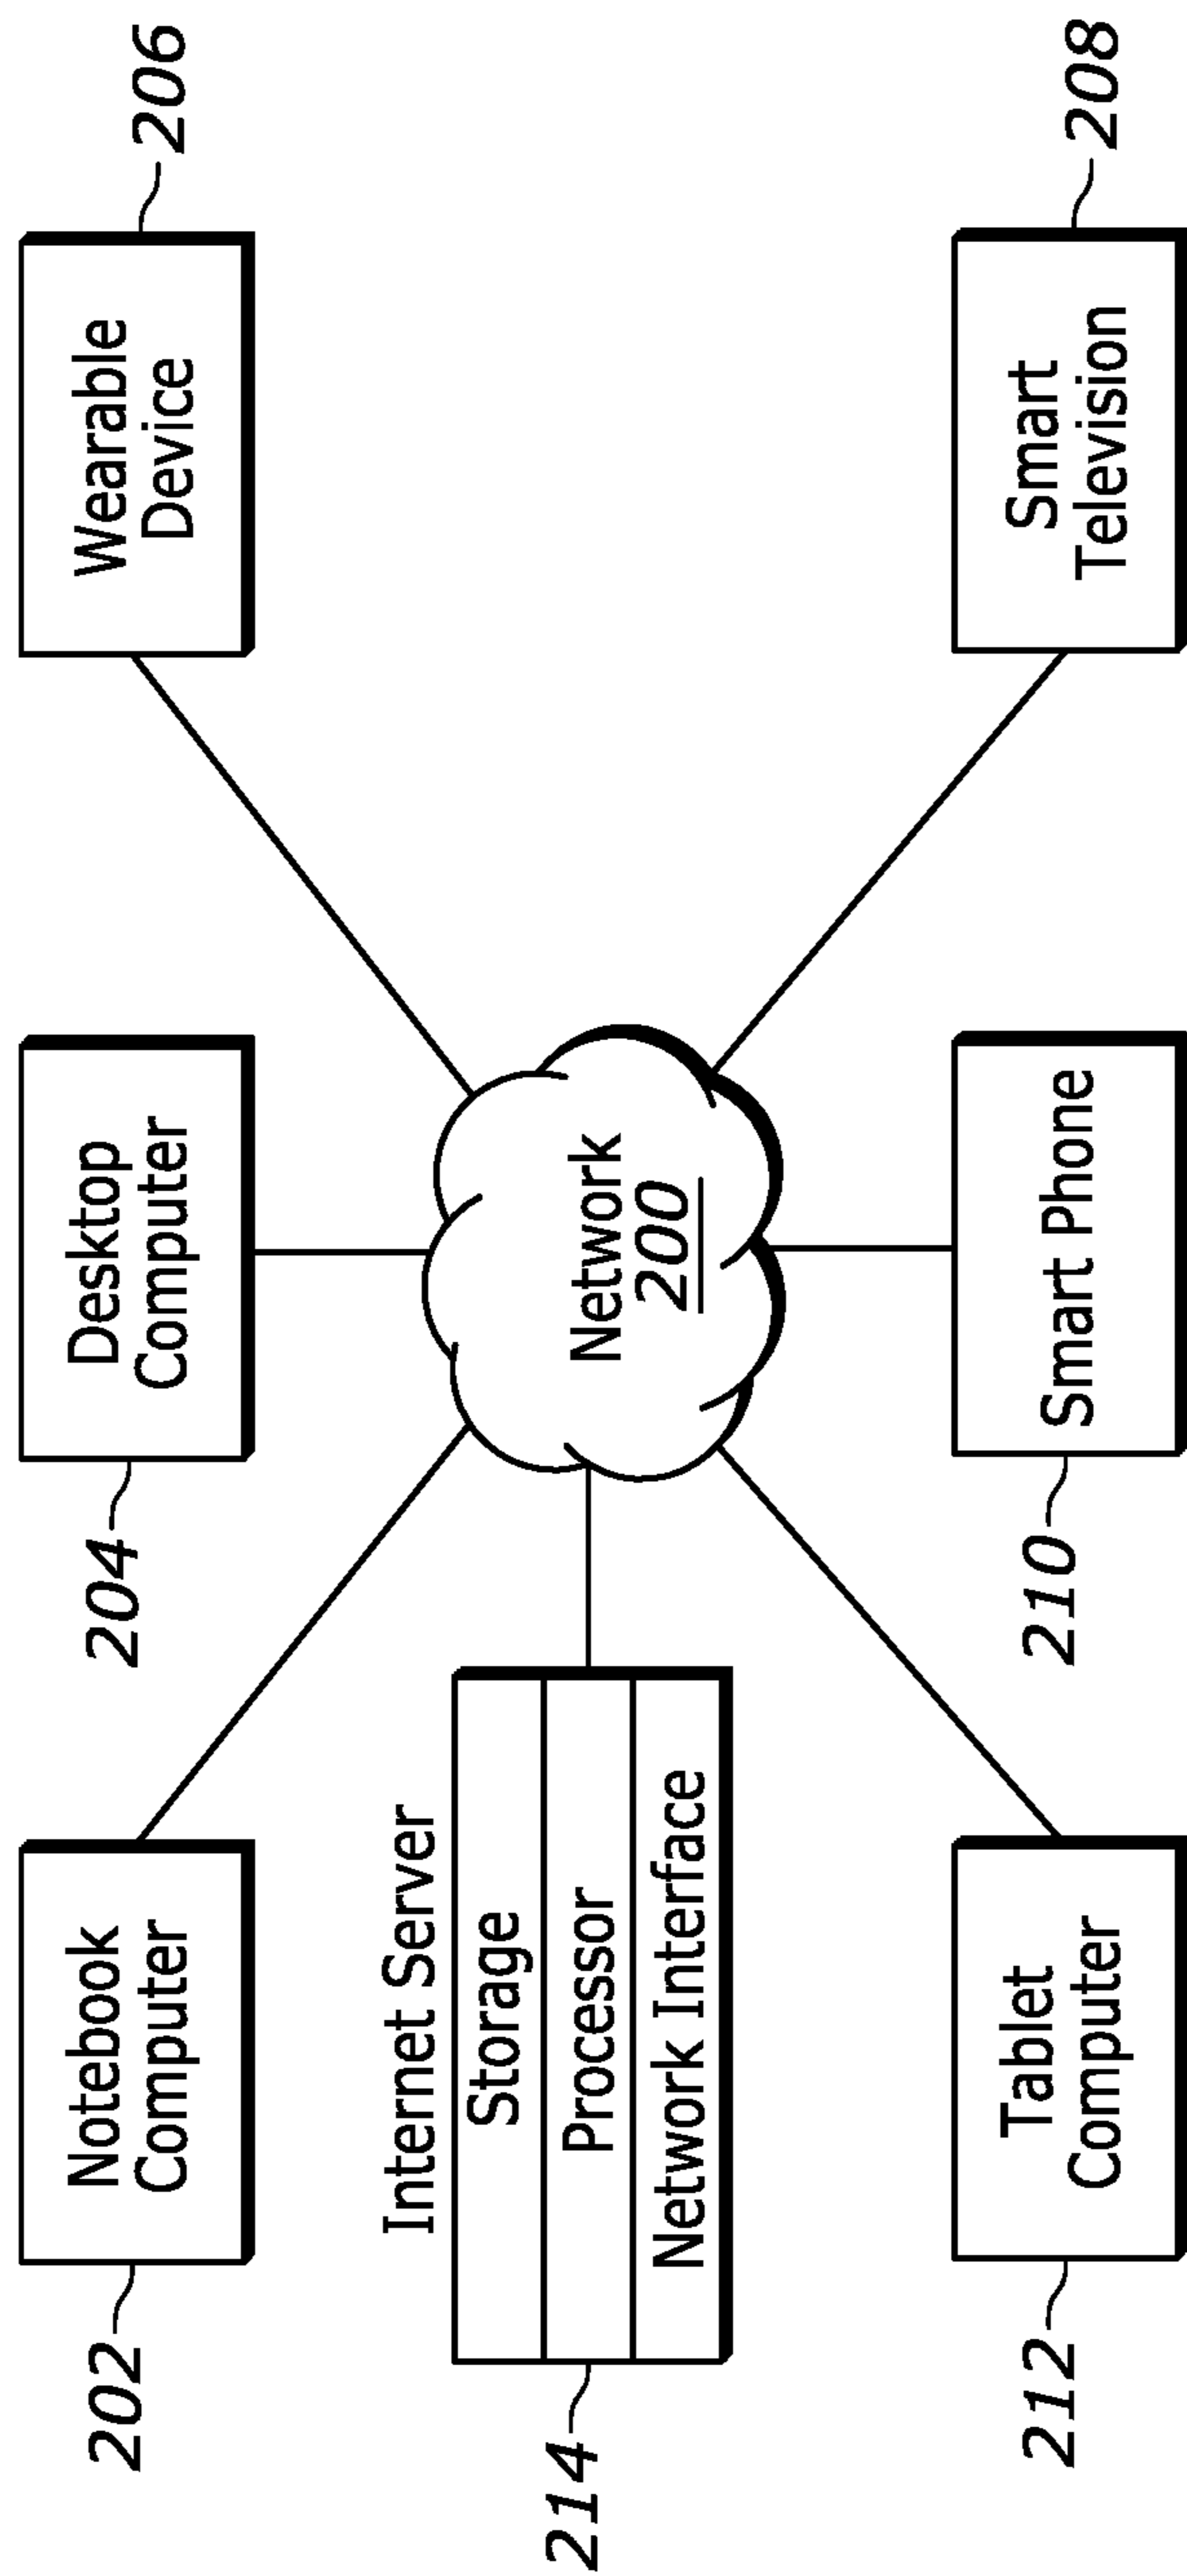 202
Notebook
Computer
204
Desktop
Computer
Wearable
Device
206
Internet Server
Storage
Processor
Network Interface
214
Network
200
212
Tablet
Computer
210
Smart Phone
Smart
Television
208